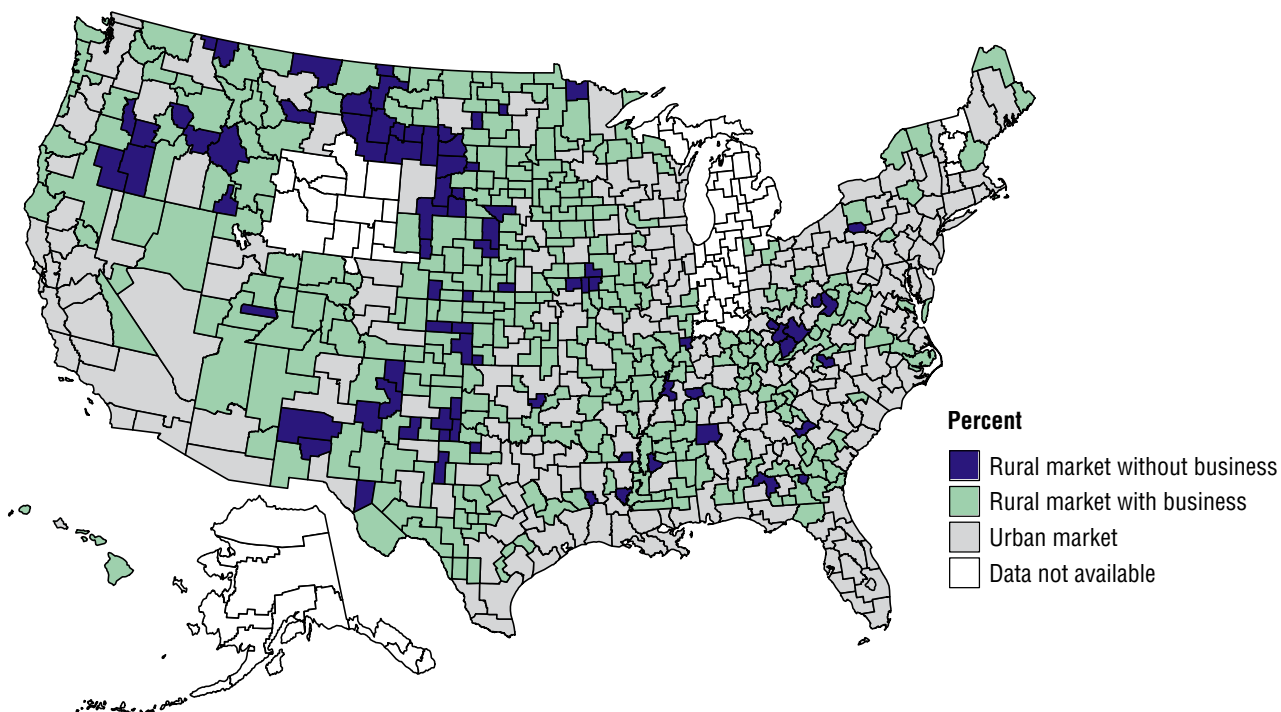 Percent
Rural market without business
Rural market with business
Urban market
Data not available